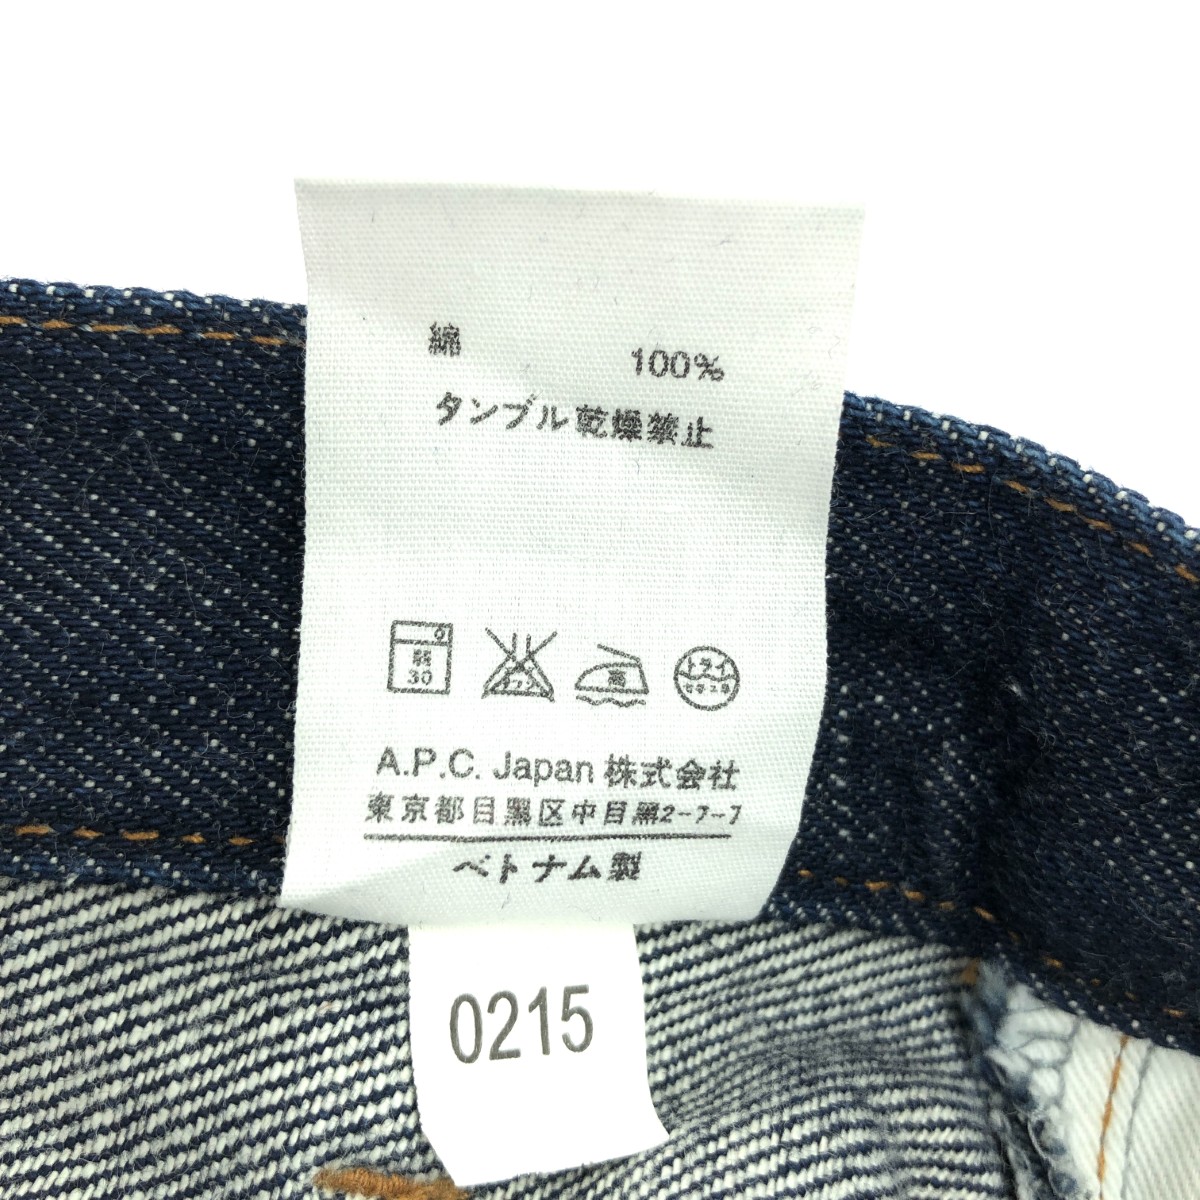 綿 100%
タンブル乾燥禁止
弱 30 高 ドライ
A.P.C. Japan 株式会社
東京都目黒区中目黒2-7-7
ベトナム製
0215